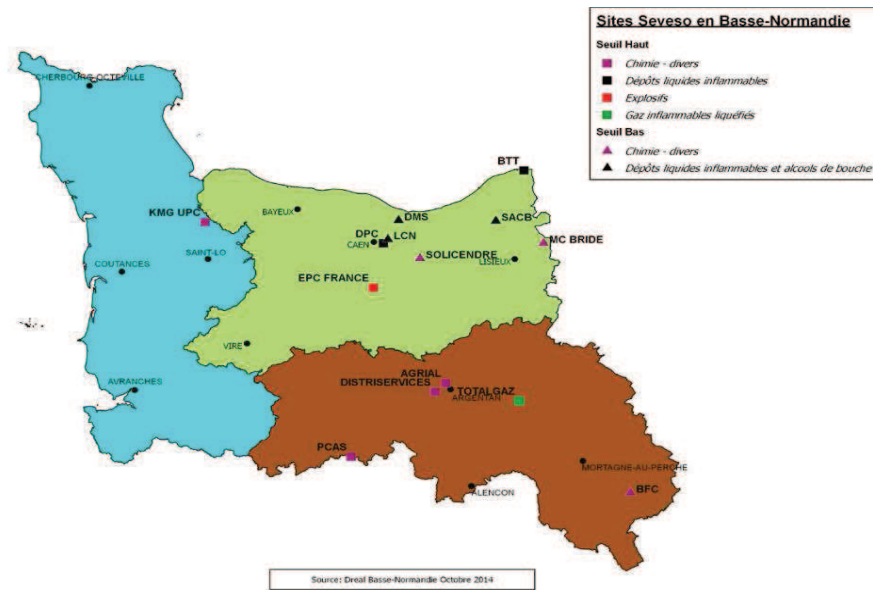 Sites Seveso en Basse-Normandie
Seuil Haut
Chimie - divers
Dépôts liquides inflammables
Explosifs
Gaz inflammables liquéfiés
Seuil Bas
Chimie - divers
Dépôts liquides inflammables et alcools de bouche
CHERBOURG-OCTEVILLE
BTT
KMG UPC
BAYEUX
DMS
SACB
DPC
LCN
CAEN
MC BRIDE
SAINT-LO
SOLICENDRE
LISIEUX
COUTANCES
EPC FRANCE
VIRE
AGRIAL
AVRANCHES
DISTRISERVICES
TOTALGAZ
ARGENTAN
PCAS
MORTAGNE-AU-PERCHE
ALENCON
BFC
Source: Dreal Basse-Normandie Octobre 2014